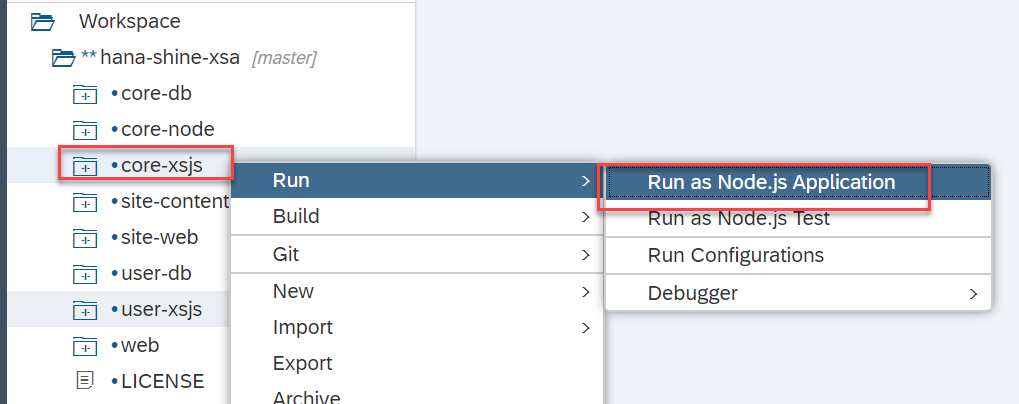 Workspace
** hana-shine-xsa [master]
•core-db
•core-node
•core-xsjs
•site-content
•site-web
•user-db
•user-xsjs
•web
•LICENSE
Run
Build
Git
New
Import
Export
Archive
Run as Node.js Application
Run as Node.js Test
Run Configurations
Debugger